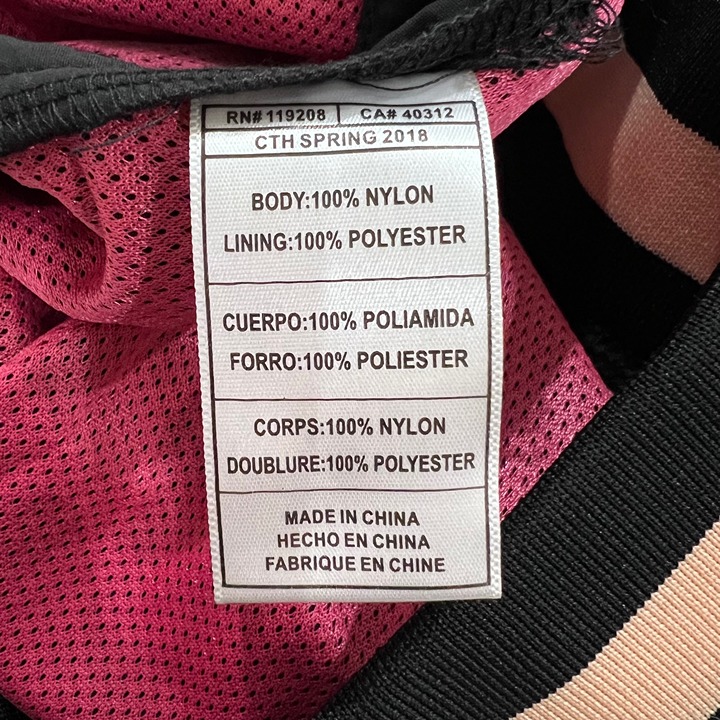 RN# 119208 CA# 40312
CTH SPRING 2018
BODY:100% NYLON
LINING:100% POLYESTER
CUERPO:100% POLIAMIDA
FORRO:100% POLIESTER
CORPS:100% NYLON
DOUBLURE:100% POLYESTER
MADE IN CHINA
HECHO EN CHINA
FABRIQUE EN CHINE